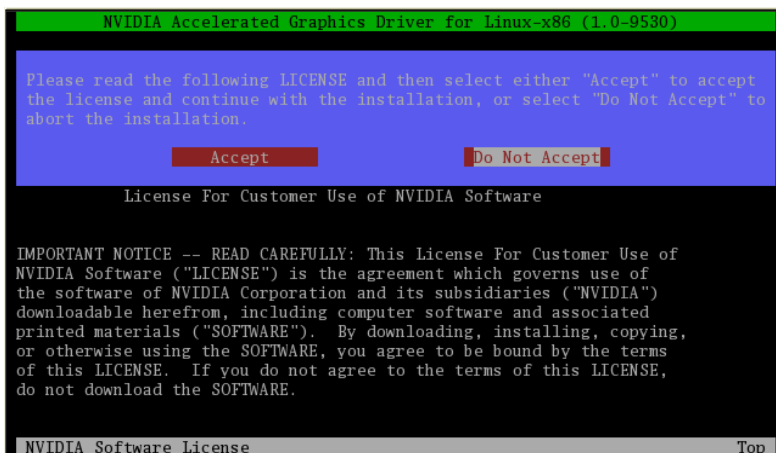 NVIDIA Accelerated Graphics Driver for Linux-x86 (1.0-9530)
Please read the following LICENSE and then select either "Accept" to accept
the license and continue with the installation, or select "Do Not Accept" to
abort the installation.
Accept Do Not Accept
License For Customer Use of NVIDIA Software
IMPORTANT NOTICE -- READ CAREFULLY: This License For Customer Use of
NVIDIA Software ("LICENSE") is the agreement which governs use of
the software of NVIDIA Corporation and its subsidiaries ("NVIDIA")
downloadable herefrom, including computer software and associated
printed materials ("SOFTWARE").  By downloading, installing, copying,
or otherwise using the SOFTWARE, you agree to be bound by the terms
of this LICENSE.  If you do not agree to the terms of this LICENSE,
do not download the SOFTWARE.
NVIDIA Software License Top